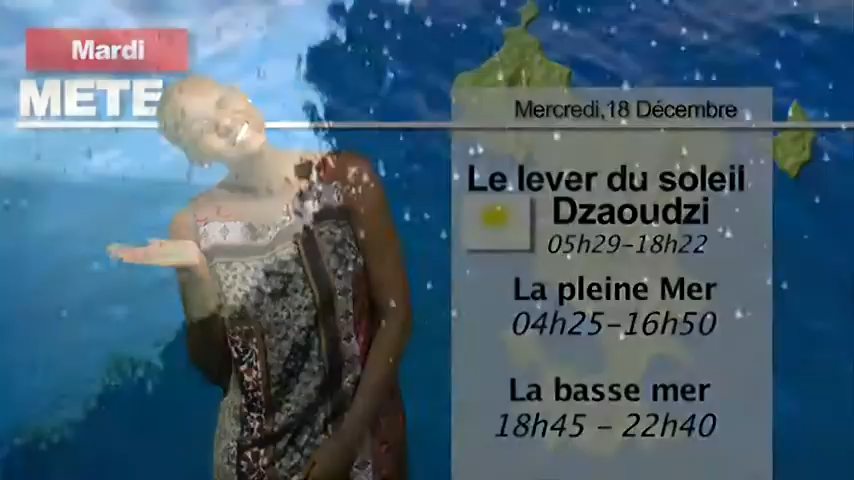 Mardi
METE
Mercredi,18 Décembre
Le lever du soleil
Dzaoudzi
05h29-18h22
La pleine Mer
04h25-16h50
La basse mer
18h45 - 22h40